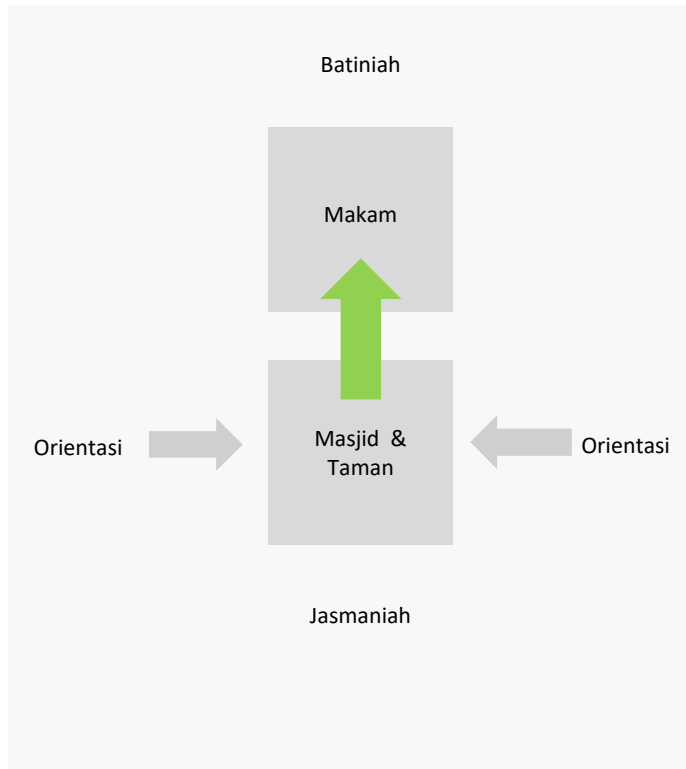 Batiniah
Makam
Orientasi
Masjid & Taman
Orientasi
Jasmaniah